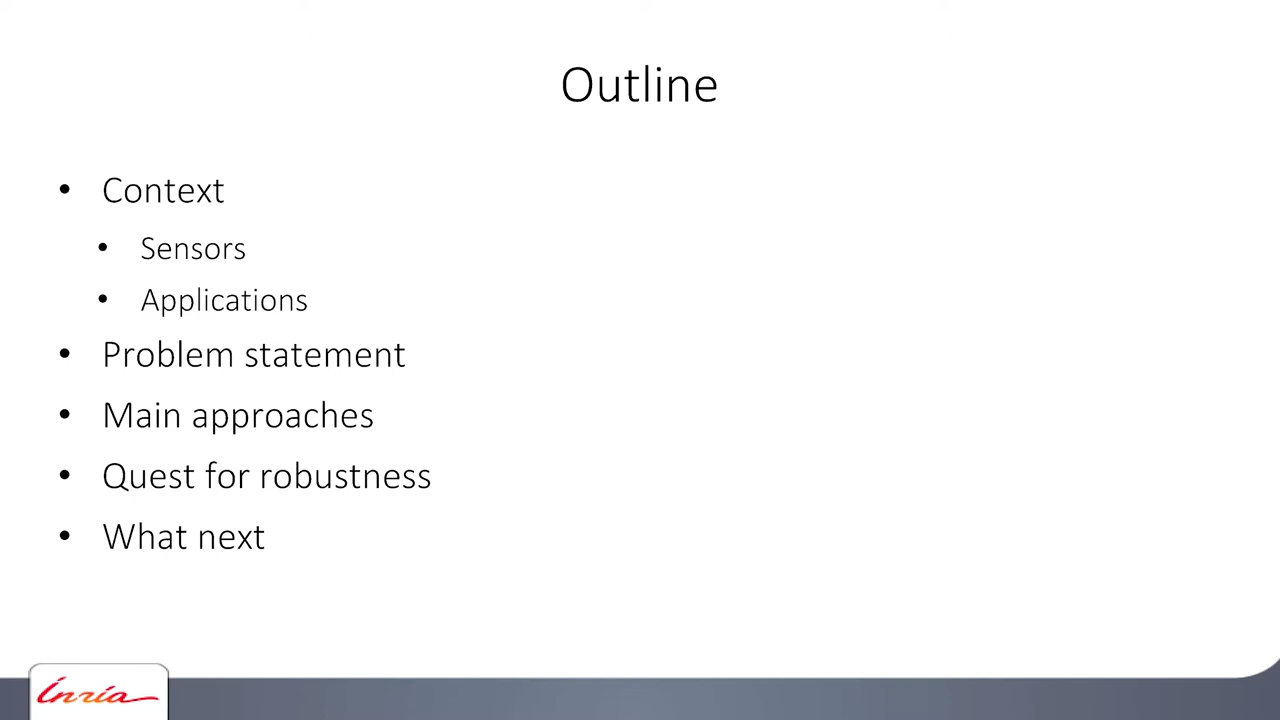 Outline
• Context
• Sensors
• Applications
• Problem statement
• Main approaches
• Quest for robustness
• What next
Inria